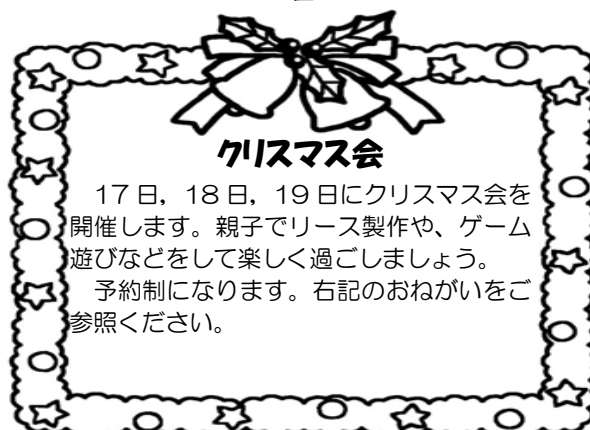 クリスマス会
17日，18日，19日にクリスマス会を
開催します。親子でリース製作や、ゲーム
遊びなどをして楽しく過ごしましょう。
予約制になります。右記のおねがいをご
参照ください。